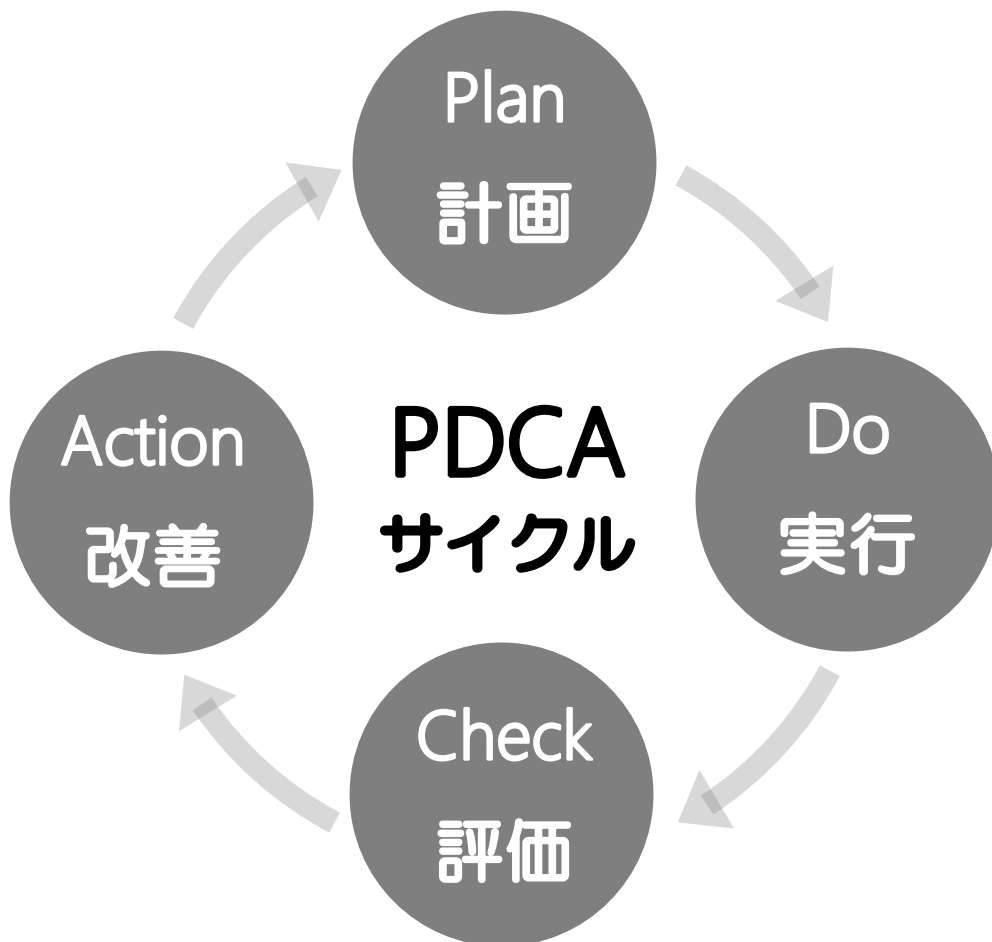 Plan
計画
Do
実行
Check
評価
Action
改善
PDCA
サイクル